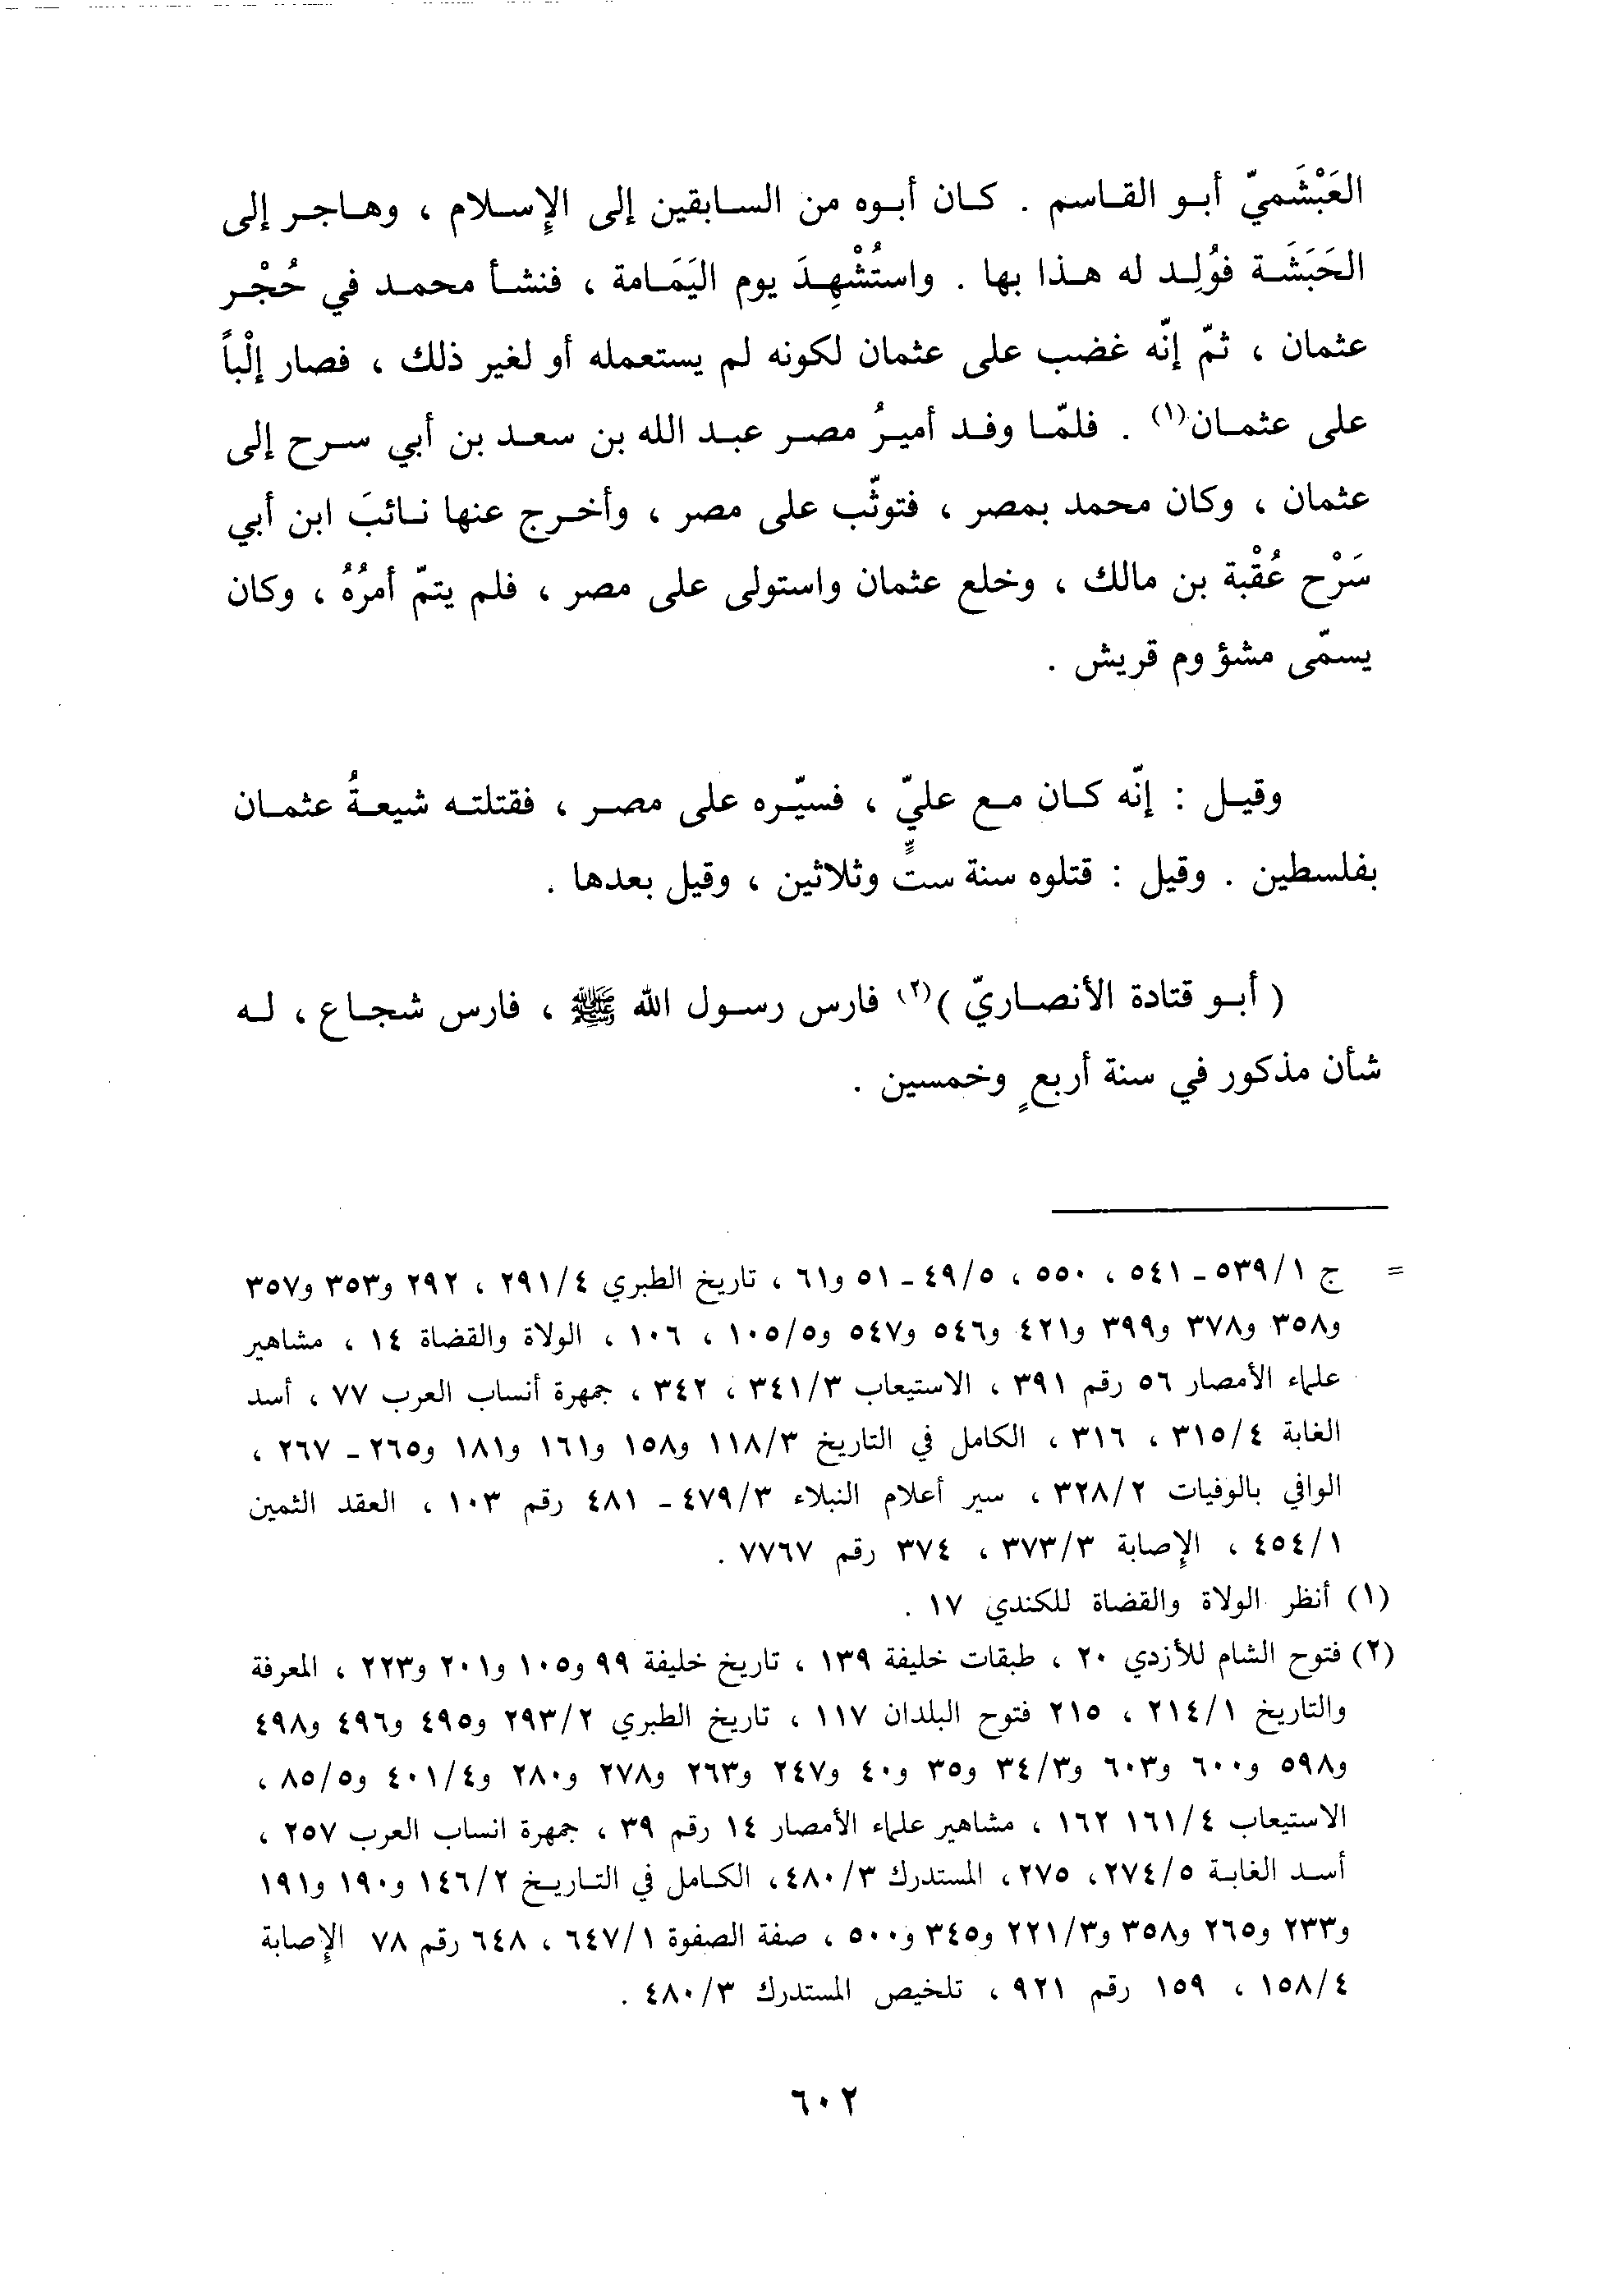 العَبْشَميّ أبو القاسم . كان أبوه من السابقين إلى الإسلام ، وهاجر إلى
الحَبَشَة فوُلِد له هذا بها . واستُشْهِدَ يوم اليَمَامة ، فنشأ محمد في حُجْر
عثمان ، ثمّ إنّه غضب على عثمان لكونه لم يستعمله أو لغير ذلك ، فصار إلْباً
على عثمان(١) . فلمّا وفد أميرُ مصر عبد الله بن سعد بن أبي سرح إلى
عثمان ، وكان محمد بمصر ، فتوثّب على مصر ، وأخرج عنها نائبَ ابن أبي
سَرْح عُقْبة بن مالك ، وخلع عثمان واستولى على مصر ، فلم يتمّ أمرُهُ ، وكان
يسمّى مشؤوم قريش .
وقيل : إنّه كان مع عليّ ، فسيّره على مصر ، فقتلته شيعةُ عثمان
بفلسطين . وقيل : قتلوه سنة ستٍّ وثلاثين ، وقيل بعدها .
( أبو قتادة الأنصاريّ )(٢) فارس رسول الله ﷺ ، فارس شجاع ، له
شأن مذكور في سنة أربعٍ وخمسين .
= ج ٥٣٩/١ - ٥٤١ ، ٥٥٠ ، ٤٩/٥ - ٥١ و٦١ ، تاريخ الطبري ٢٩١/٤ ، ٢٩٢ و٣٥٣ و٣٥٧
و٣٥٨ و٣٧٨ و٣٩٩ و٤٢١ و٥٤٦ و٥٤٧ و١٠٥/٥ ، ١٠٦ ، الولاة والقضاة ١٤ ، مشاهير
علماء الأمصار ٥٦ رقم ٣٩١ ، الاستيعاب ٣٤١/٣ ، ٣٤٢ ، جمهرة أنساب العرب ٧٧ ، أسد
الغابة ٣١٥/٤ ، ٣١٦ ، الكامل في التاريخ ١١٨/٣ و١٥٨ و١٦١ و١٨١ و٢٦٥ - ٢٦٧ ،
الوافي بالوفيات ٣٢٨/٢ ، سير أعلام النبلاء ٤٧٩/٣ - ٤٨١ رقم ١٠٣ ، العقد الثمين
٤٥٤/١ ، الإصابة ٣٧٣/٣ ، ٣٧٤ رقم ٧٧٦٧ .
(١) أنظر الولاة والقضاة للكندي ١٧ .
(٢) فتوح الشام للأزدي ٢٠ ، طبقات خليفة ١٣٩ ، تاريخ خليفة ٩٩ و١٠٥ و٢٠١ و٢٢٣ ، المعرفة
والتاريخ ٢١٤/١ ، ٢١٥ فتوح البلدان ١١٧ ، تاريخ الطبري ٢٩٣/٢ و٤٩٥ و٤٩٦ و٤٩٨
و٥٩٨ و٦٠٠ و٦٠٣ و٣٤/٣ و٣٥ و٤٠ و٢٤٧ و٢٦٣ و٢٧٨ و٢٨٠ و٤٠١/٤ و٨٥/٥ ،
الاستيعاب ١٦١/٤ ١٦٢ ، مشاهير علماء الأمصار ١٤ رقم ٣٩ ، جمهرة انساب العرب ٢٥٧ ،
أسد الغابة ٢٧٤/٥ ، ٢٧٥ ، المستدرك ٤٨٠/٣ ، الكامل في التاريخ ١٤٦/٢ و١٩٠ و١٩١
و٢٣٣ و٢٦٥ و٣٥٨ و٢٢١/٣ و٣٤٥ و٥٠٠ ، صفة الصفوة ٦٤٧/١ ، ٦٤٨ رقم ٧٨ الإصابة
١٥٨/٤ ، ١٥٩ رقم ٩٢١ ، تلخيص المستدرك ٤٨٠/٣ .
٦٠٢